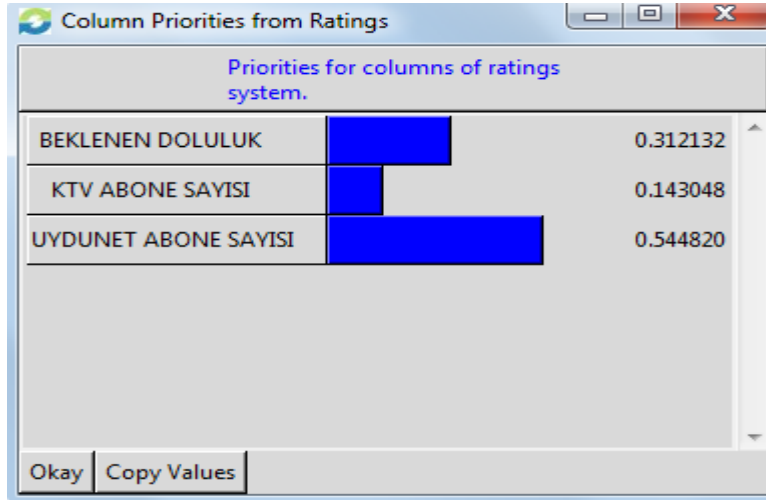 Column Priorities from Ratings
Priorities for columns of ratings
system.
BEKLENEN DOLULUK 0.312132
KTV ABONE SAYISI 0.143048
UYDUNET ABONE SAYISI 0.544820
Okay Copy Values